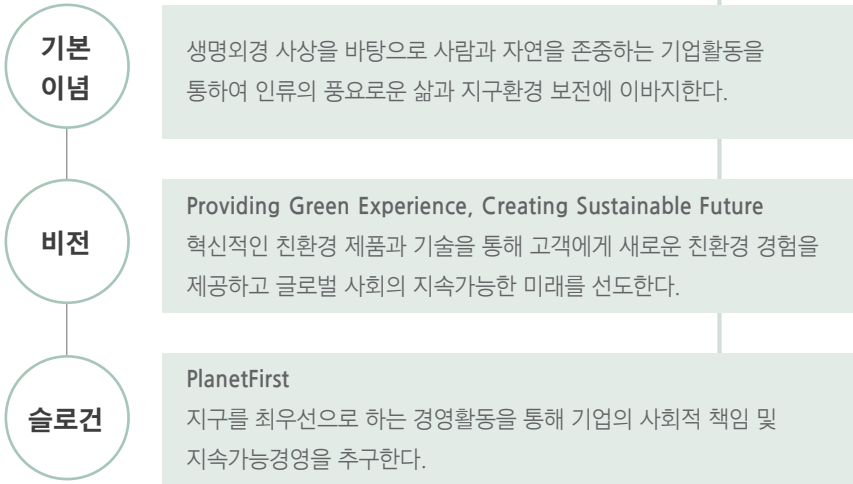 기본
이념
생명외경 사상을 바탕으로 사람과 자연을 존중하는 기업활동을
통하여 인류의 풍요로운 삶과 지구환경 보전에 이바지한다.
비전
Providing Green Experience, Creating Sustainable Future
혁신적인 친환경 제품과 기술을 통해 고객에게 새로운 친환경 경험을
제공하고 글로벌 사회의 지속가능한 미래를 선도한다.
슬로건
PlanetFirst
지구를 최우선으로 하는 경영활동을 통해 기업의 사회적 책임 및
지속가능경영을 추구한다.